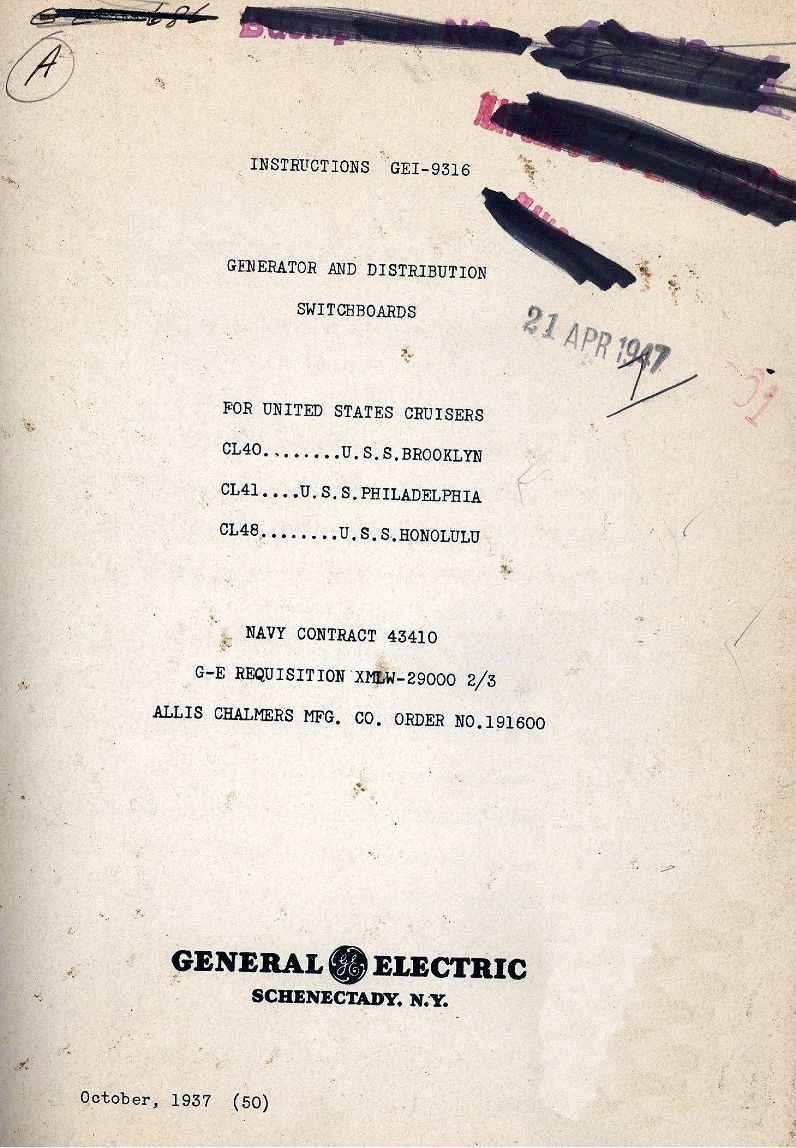 A
INSTRUCTIONS GEI-9316
GENERATOR AND DISTRIBUTION
SWITCHBOARDS
21 APR 1947
FOR UNITED STATES CRUISERS
CL40........U.S.S.BROOKLYN
CL41....U.S.S.PHILADELPHIA
CL48........U.S.S.HONOLULU
NAVY CONTRACT 43410
G-E REQUISITION XMLW-29000 2/3
ALLIS CHALMERS MFG. CO. ORDER NO.191600
GENERAL GE ELECTRIC
SCHENECTADY, N.Y.
October, 1937 (50)